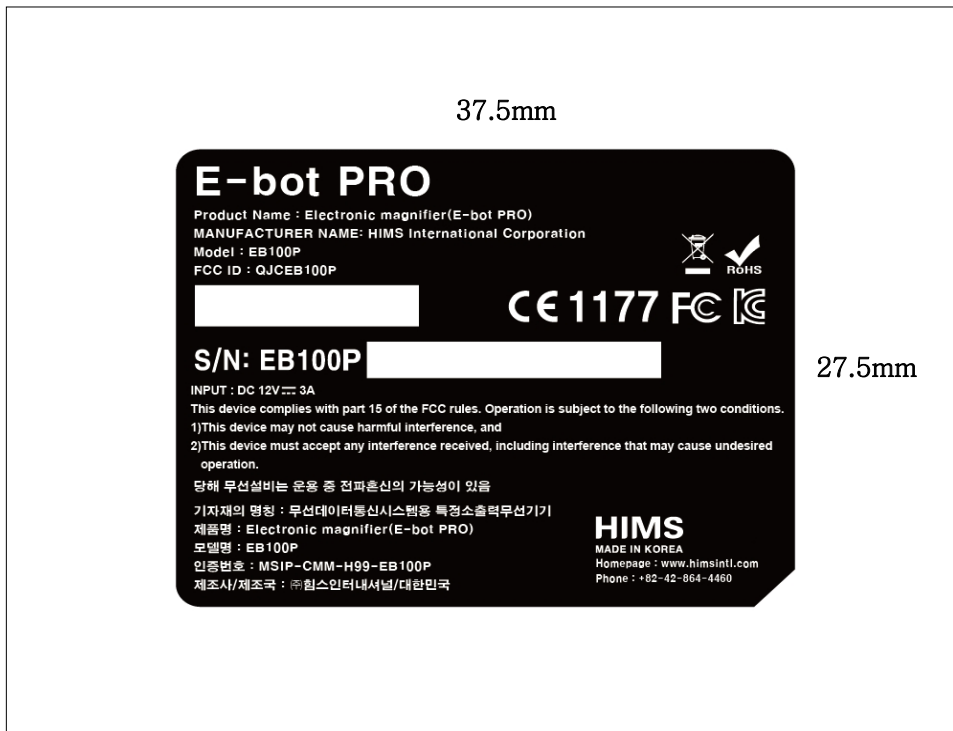 37.5mm
E-bot PRO
Product Name : Electronic magnifier(E-bot PRO)
MANUFACTURER NAME: HIMS International Corporation
Model : EB100P
FCC ID : QJCEB100P
RoHS
CE 1177 FC
S/N: EB100P
27.5mm
INPUT : DC 12V⎓ 3A
This device complies with part 15 of the FCC rules. Operation is subject to the following two conditions.
1)This device may not cause harmful interference, and
2)This device must accept any interference received, including interference that may cause undesired
operation.
당해 무선설비는 운용 중 전파혼신의 가능성이 있음
기자재의 명칭 : 무선데이터통신시스템용 특정소출력무선기기
제품명 : Electronic magnifier(E-bot PRO)
모델명 : EB100P
인증번호 : MSIP-CMM-H99-EB100P
제조사/제조국 : ㈜힘스인터내셔널/대한민국
HIMS
MADE IN KOREA
Homepage : www.himsintl.com
Phone : +82-42-864-4460